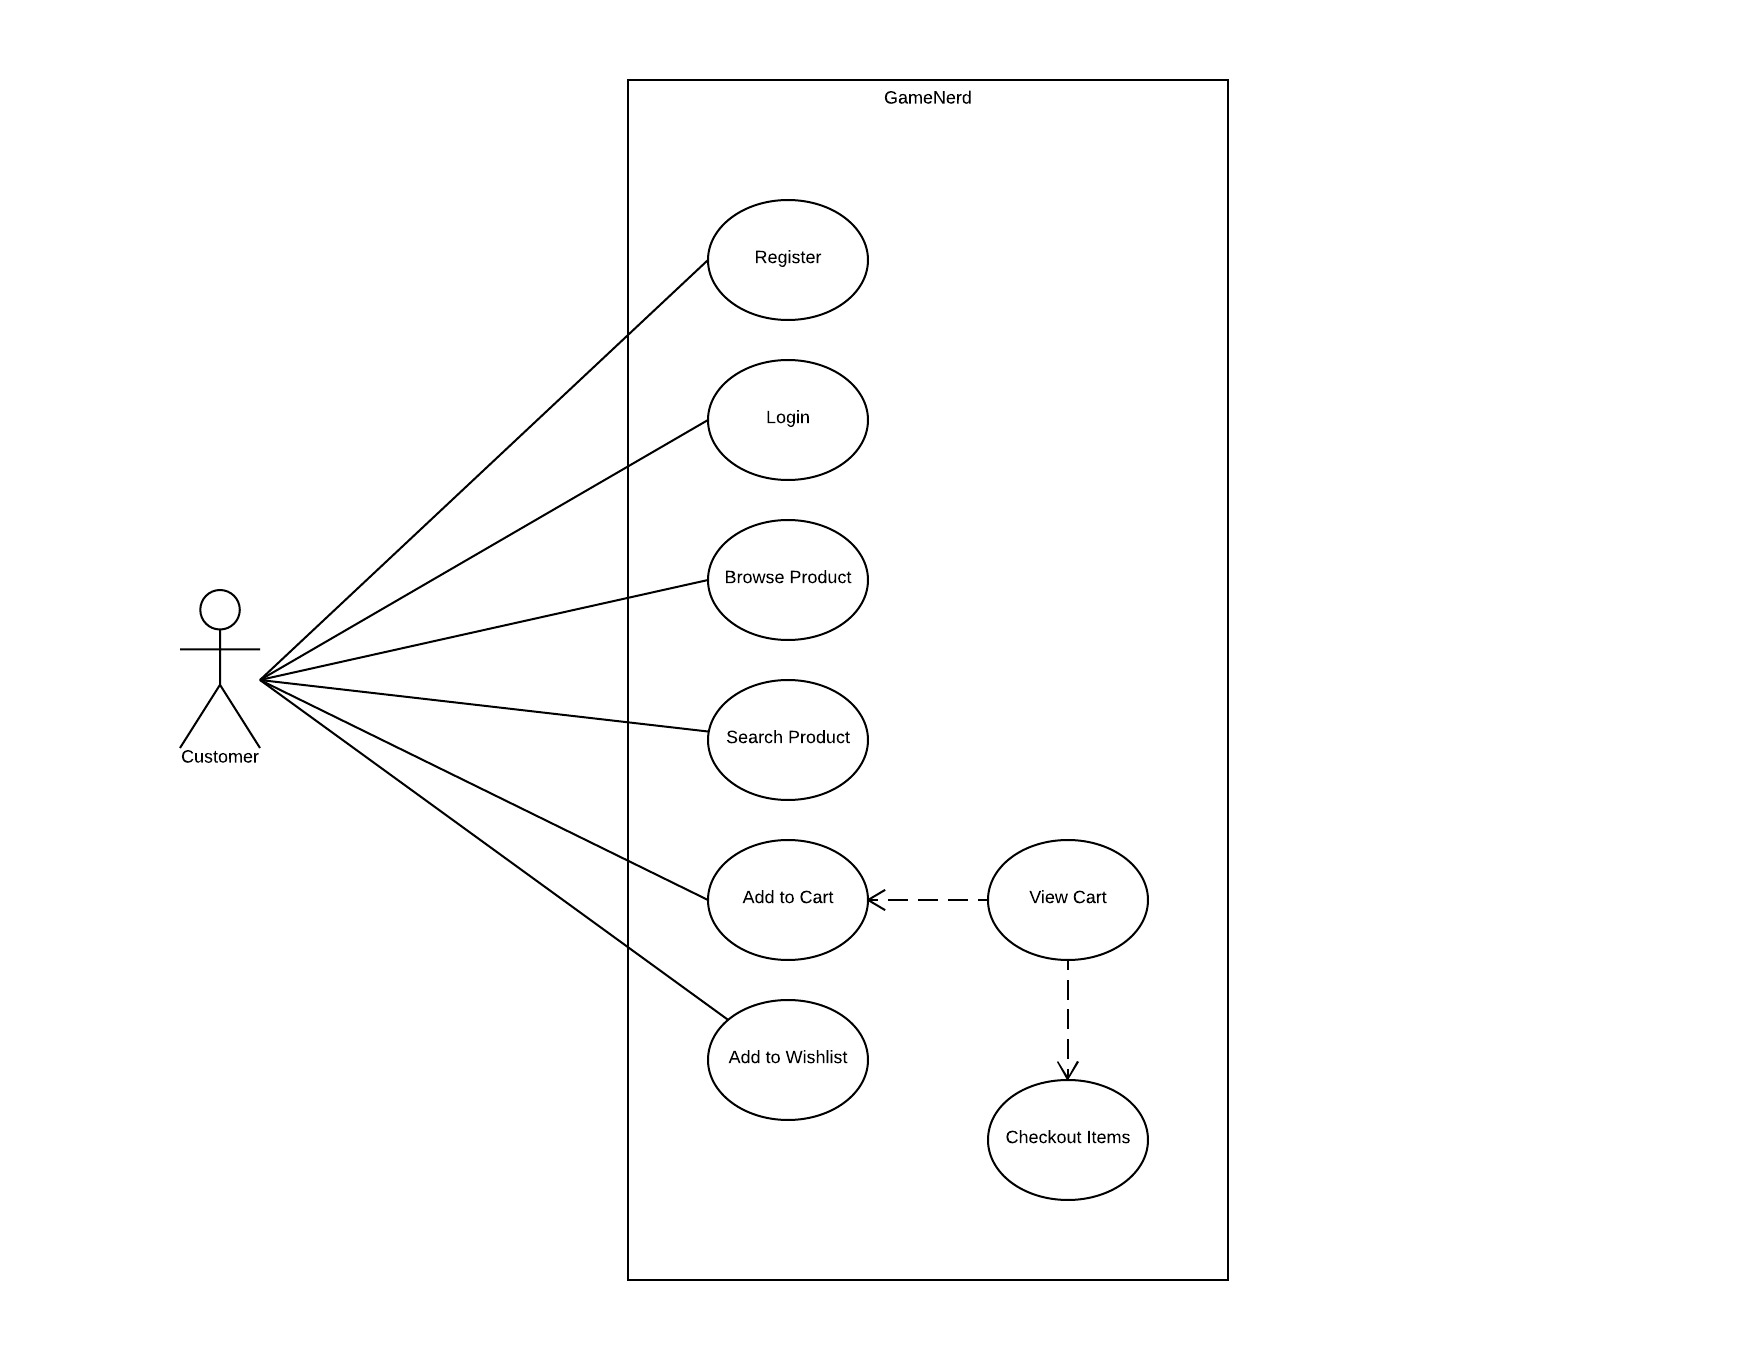 GameNerd
Register
Login
Browse Product
Search Product
Customer
Add to Cart
View Cart
Add to Wishlist
Checkout Items